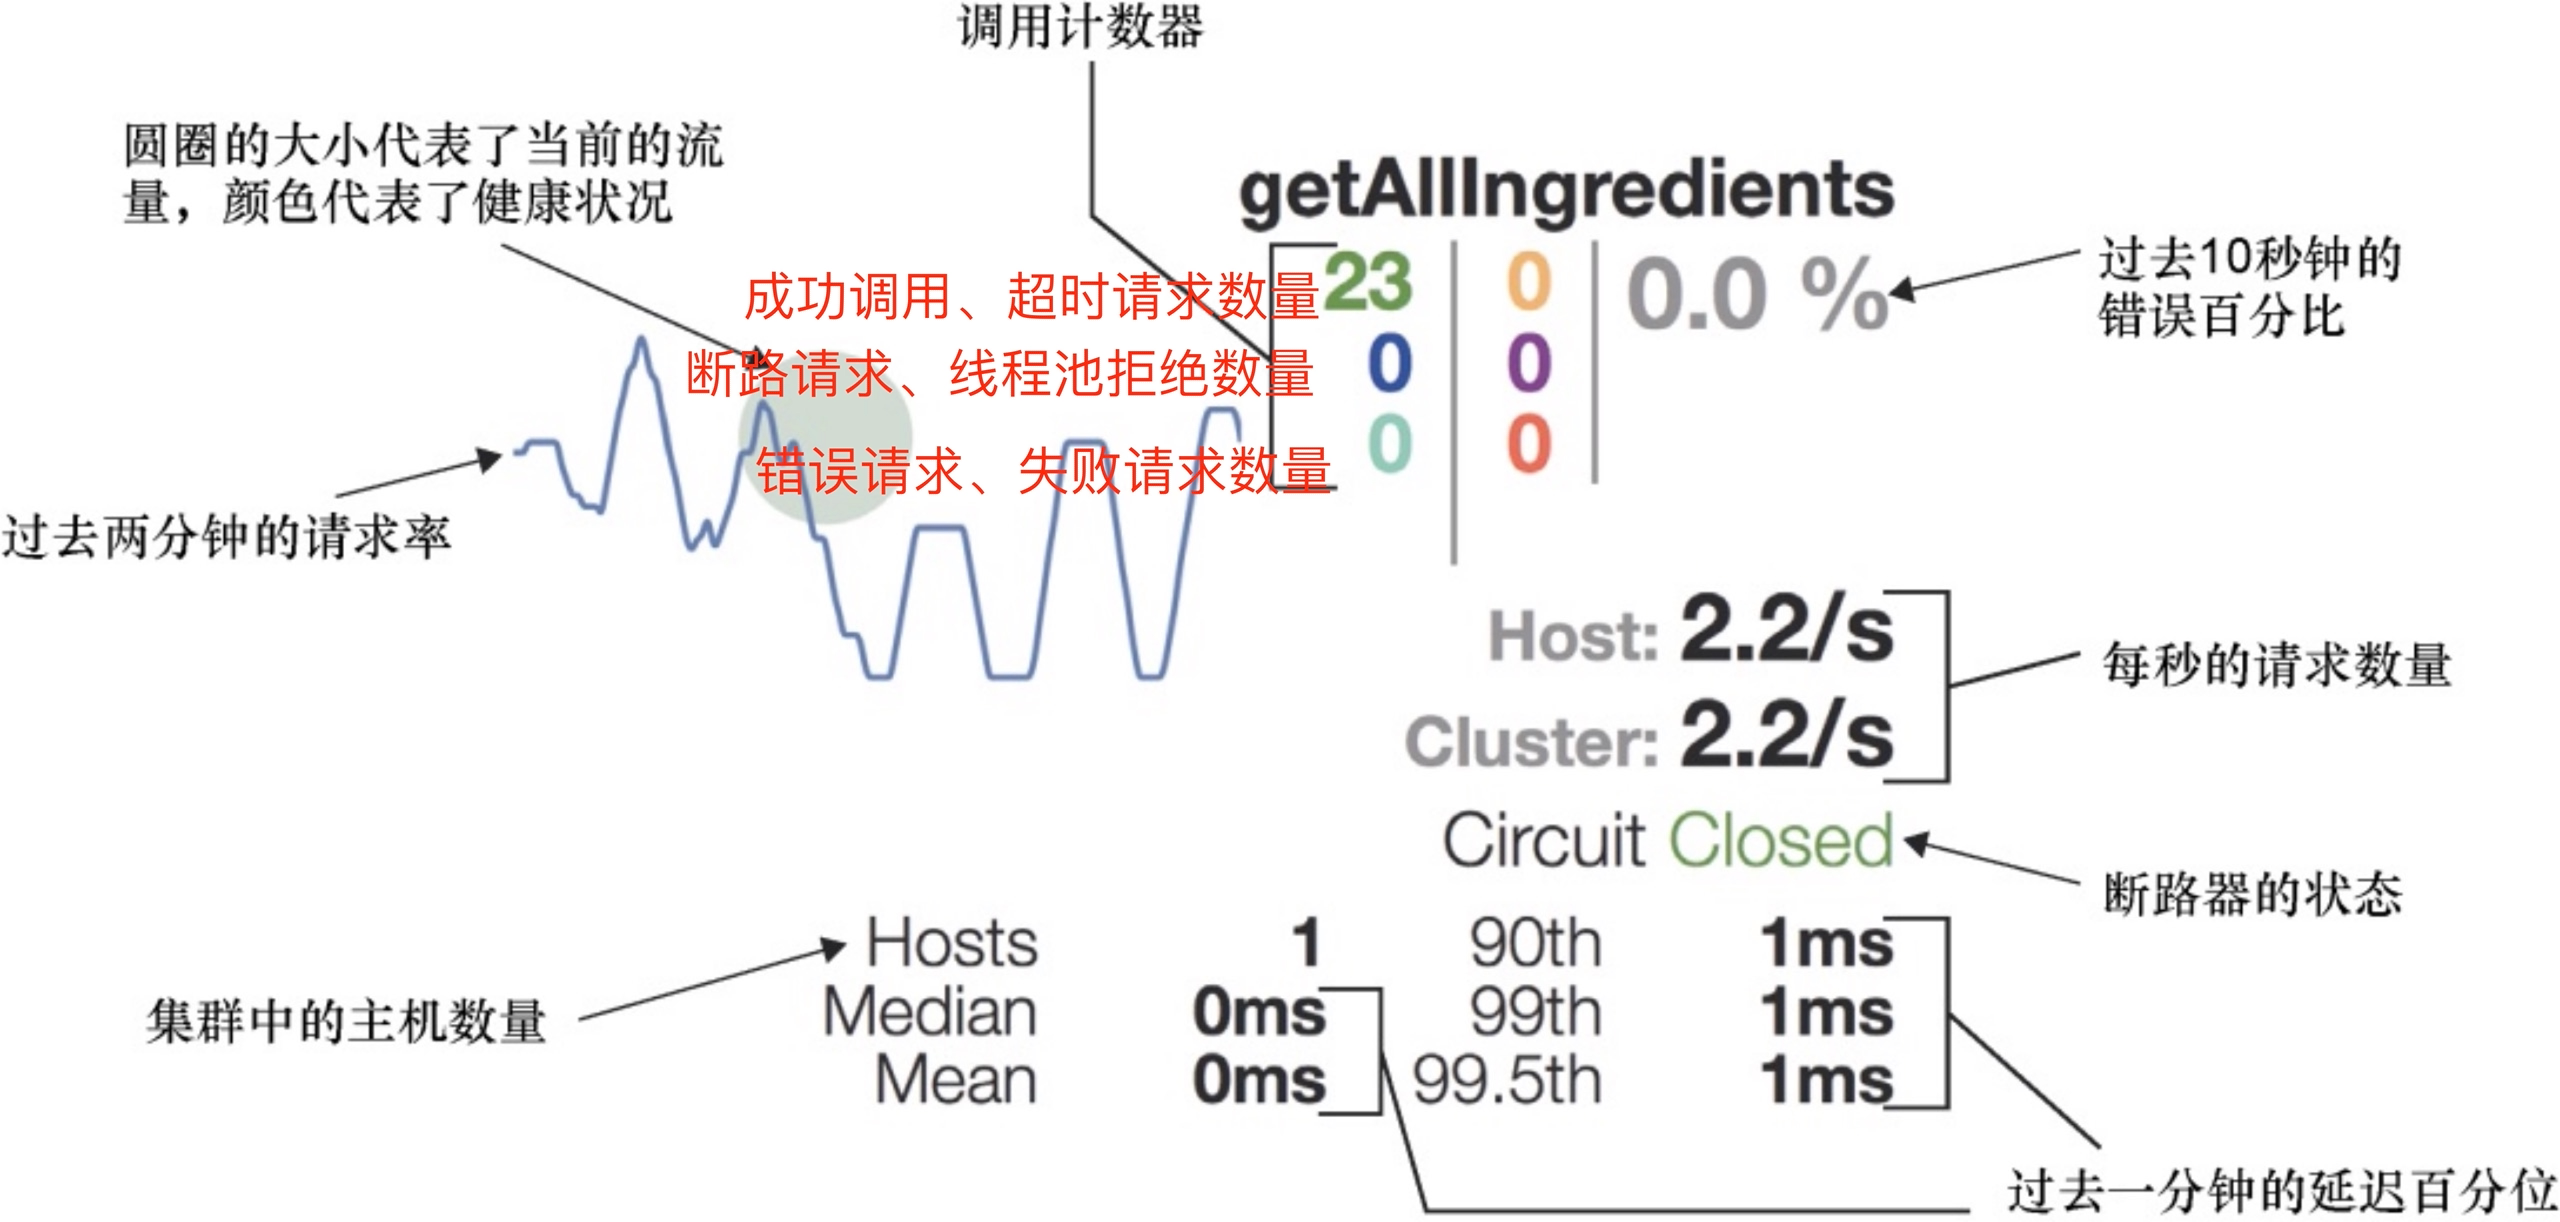 调用计数器
圆圈的大小代表了当前的流
量，颜色代表了健康状况
getAllIngredients
成功调用、超时请求数量
23 0 0.0 %
过去10秒钟的
错误百分比
断路请求、线程池拒绝数量
0 0
错误请求、失败请求数量
0 0
过去两分钟的请求率
Host: 2.2/s
Cluster: 2.2/s
每秒的请求数量
Circuit Closed
断路器的状态
Hosts 1 90th 1ms
Median 0ms 99th 1ms
Mean 0ms 99.5th 1ms
集群中的主机数量
过去一分钟的延迟百分位